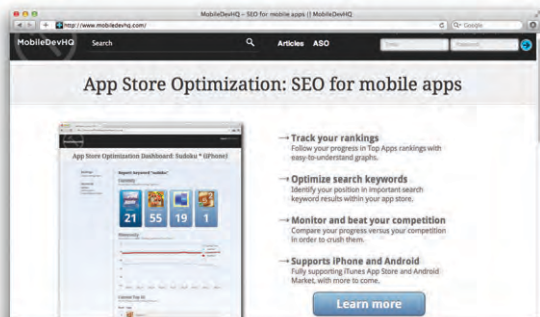 MobileDevHQ – SEO for mobile apps || MobileDevHQ
http://www.mobiledevhq.com/
Google
MobileDevHQ Search Articles ASO Email Password
App Store Optimization: SEO for mobile apps
App Store Optimization Dashboard: Sudoku * (iPhone)
21 55 19 1
→ Track your rankings
Follow your progress in Top Apps rankings with
easy-to-understand graphs.
→ Optimize search keywords
Identify your position in important search
keyword results within your app store.
→ Monitor and beat your competition
Compare your progress versus your competition
in order to crush them.
→ Supports iPhone and Android
Fully supporting iTunes App Store and Android
Market, with more to come.
Learn more